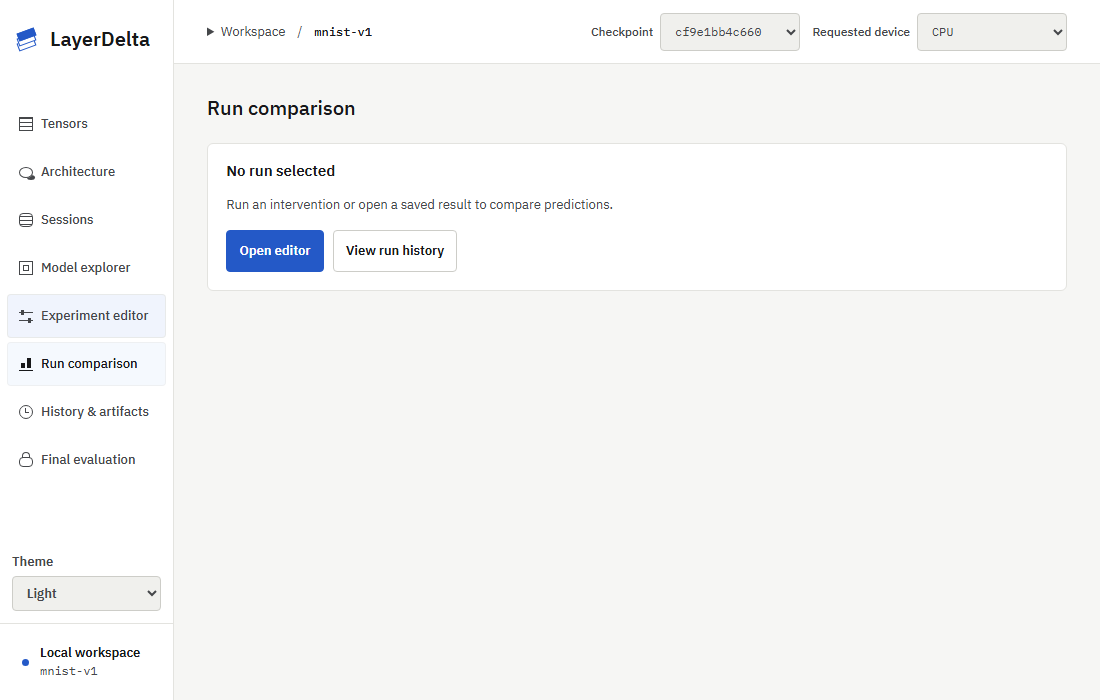 LayerDelta
Workspace / mnist-v1
Checkpoint cf9e1bb4c660 Requested device CPU
Tensors
Architecture
Sessions
Model explorer
Experiment editor
Run comparison
History & artifacts
Final evaluation
Theme
Light
Local workspace
mnist-v1
Run comparison
No run selected
Run an intervention or open a saved result to compare predictions.
Open editor View run history